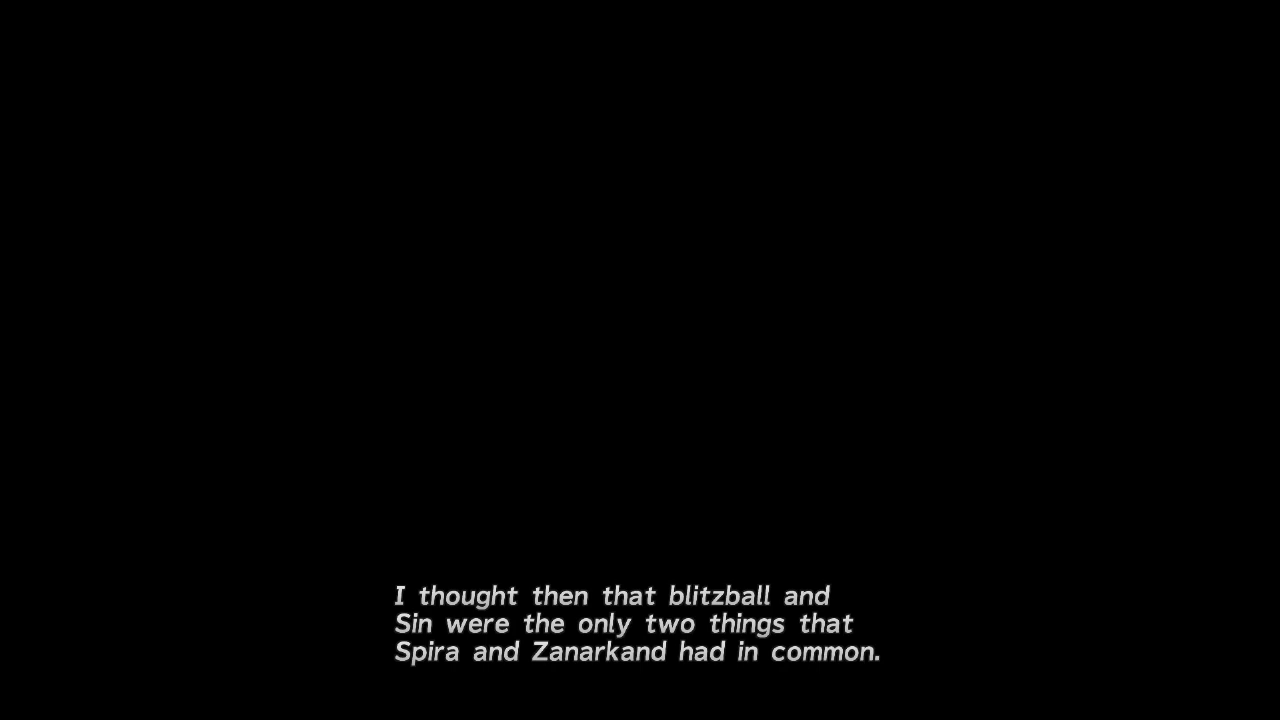 I thought then that blitzball and
Sin were the only two things that
Spira and Zanarkand had in common.